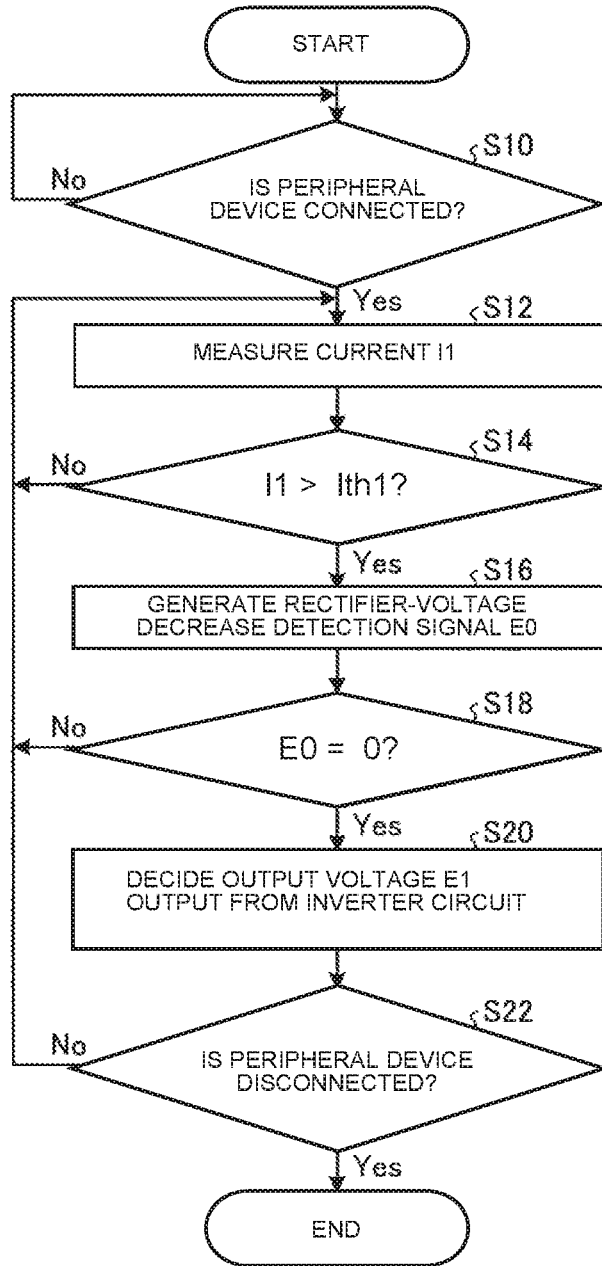 START
S10
No
IS PERIPHERAL
DEVICE CONNECTED?
Yes
S12
MEASURE CURRENT I1
S14
No
I1 > Ith1?
Yes
S16
GENERATE RECTIFIER-VOLTAGE
DECREASE DETECTION SIGNAL E0
S18
No
E0 = 0?
Yes
S20
DECIDE OUTPUT VOLTAGE E1
OUTPUT FROM INVERTER CIRCUIT
S22
No
IS PERIPHERAL DEVICE
DISCONNECTED?
Yes
END